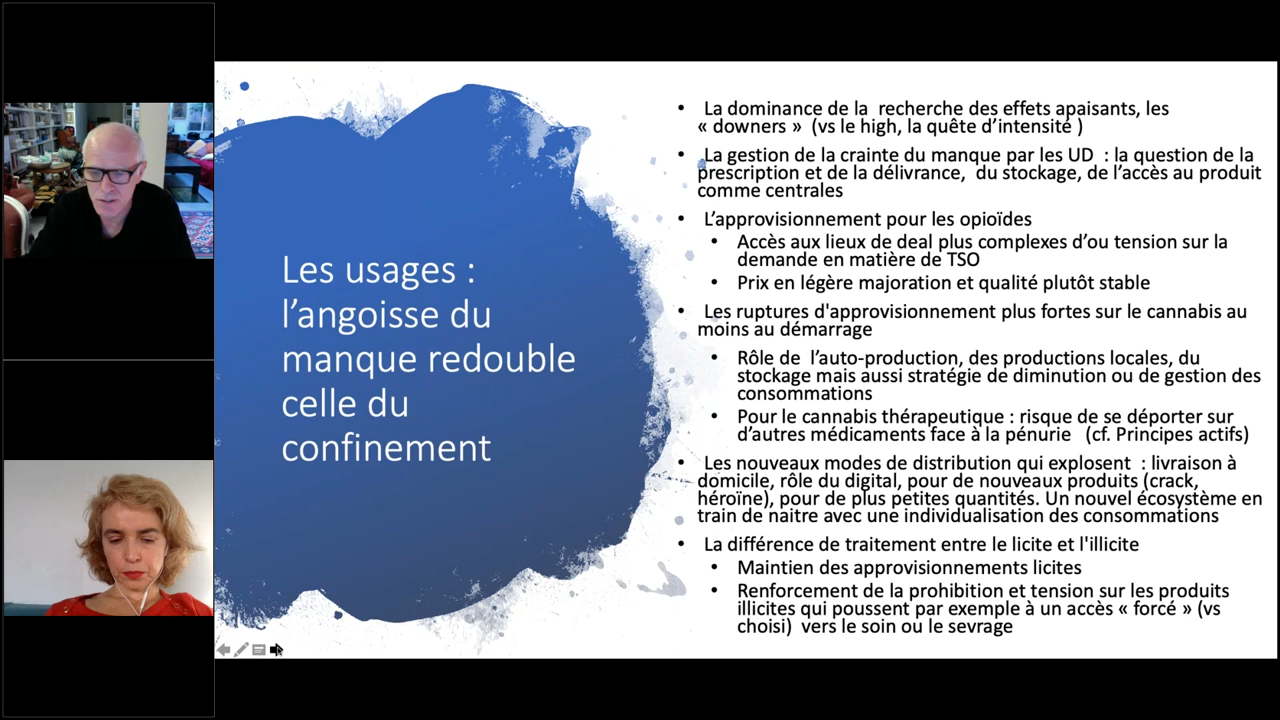 Les usages :
l’angoisse du
manque redouble
celle du
confinement
• La dominance de la recherche des effets apaisants, les
« downers » (vs le high, la quête d’intensité )
• La gestion de la crainte du manque par les UD : la question de la
prescription et de la délivrance, du stockage, de l’accès au produit
comme centrales
• L’approvisionnement pour les opioïdes
• Accès aux lieux de deal plus complexes d’ou tension sur la
demande en matière de TSO
• Prix en légère majoration et qualité plutôt stable
• Les ruptures d'approvisionnement plus fortes sur le cannabis au
moins au démarrage
• Rôle de l’auto-production, des productions locales, du
stockage mais aussi stratégie de diminution ou de gestion des
consommations
• Pour le cannabis thérapeutique : risque de se déporter sur
d’autres médicaments face à la pénurie (cf. Principes actifs)
• Les nouveaux modes de distribution qui explosent : livraison à
domicile, rôle du digital, pour de nouveaux produits (crack,
héroïne), pour de plus petites quantités. Un nouvel écosystème en
train de naitre avec une individualisation des consommations
• La différence de traitement entre le licite et l'illicite
• Maintien des approvisionnements licites
• Renforcement de la prohibition et tension sur les produits
illicites qui poussent par exemple à un accès « forcé » (vs
choisi) vers le soin ou le sevrage